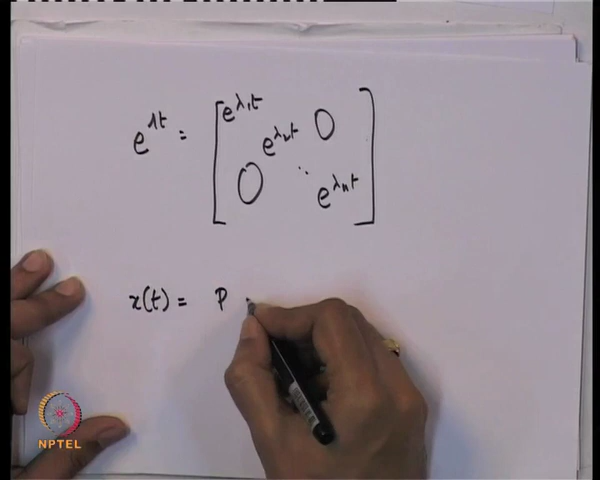 e^{Λt} = [ e^{λ₁t} e^{λ₂t} 0 0 ⋱ e^{λₙt} ]
x(t) = P
NPTEL